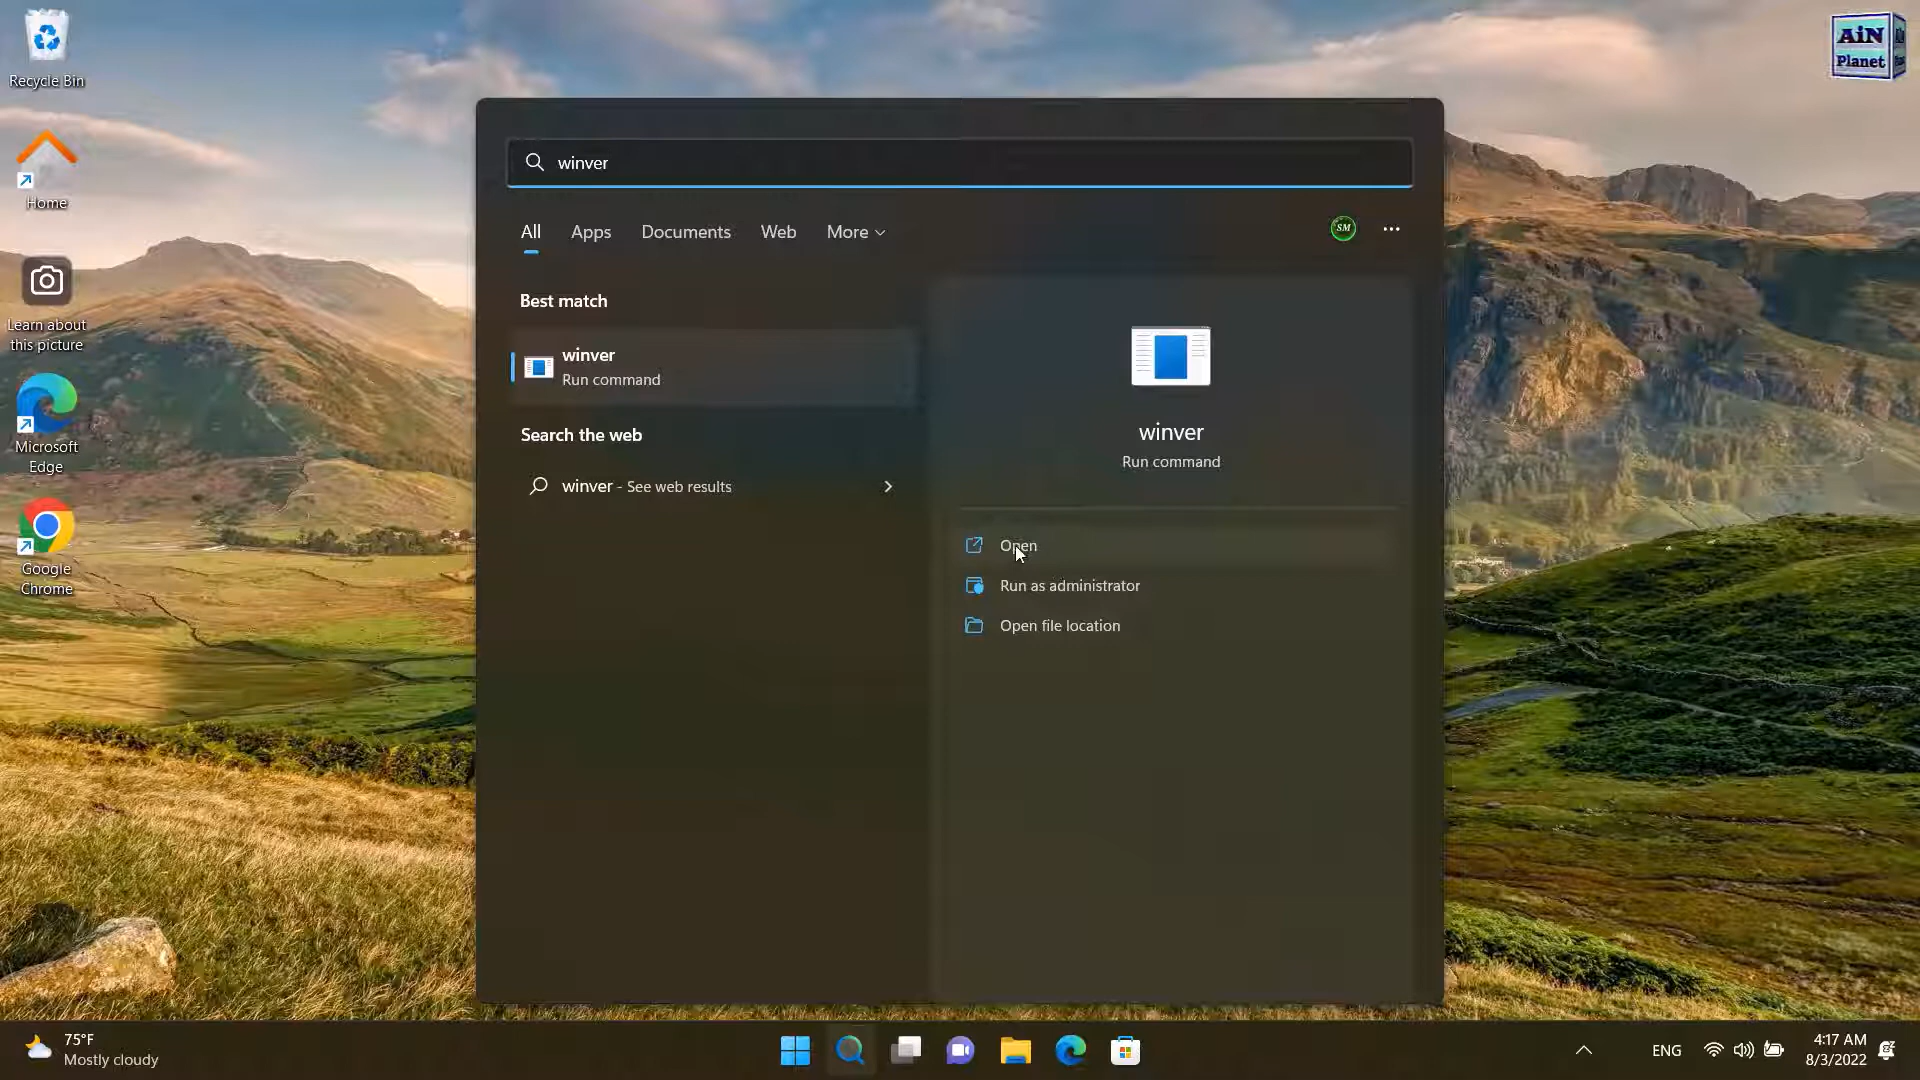 Recycle Bin
Home
Learn about
this picture
Microsoft
Edge
Google
Chrome
AiN
Planet
winver
All
Apps
Documents
Web
More
SM
Best match
winver
Run command
Search the web
winver - See web results
winver
Run command
Open
Run as administrator
Open file location
75°F
Mostly cloudy
ENG
4:17 AM
8/3/2022